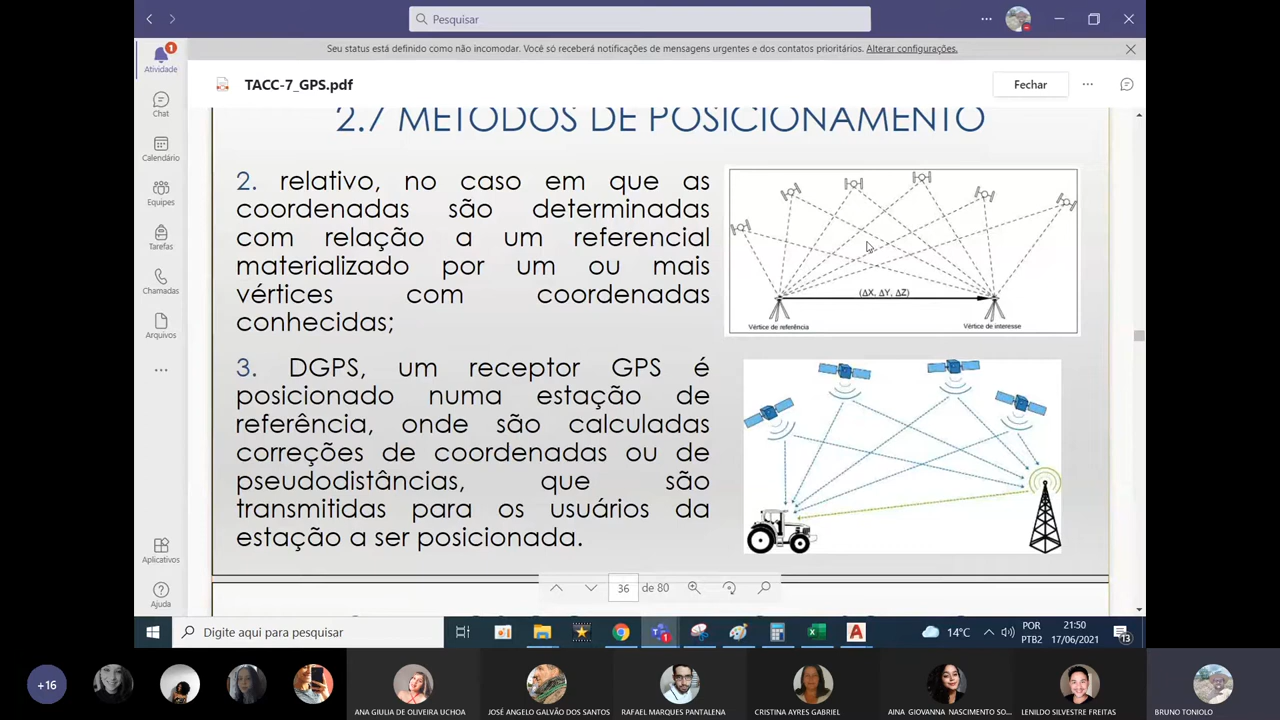 Pesquisar
Seu status está definido como não incomodar. Você só receberá notificações de mensagens urgentes e dos contatos prioritários. Alterar configurações.
1
Atividade
Chat
Calendário
Equipes
Tarefas
Chamadas
Arquivos
Aplicativos
Ajuda
TACC-7_GPS.pdf
Fechar
2.7 MÉTODOS DE POSICIONAMENTO
2. relativo, no caso em que as
coordenadas são determinadas
com relação a um referencial
materializado por um ou mais
vértices com coordenadas
conhecidas;
(ΔX, ΔY, ΔZ)
Vértice de referência
Vértice de interesse
3. DGPS, um receptor GPS é
posicionado numa estação de
referência, onde são calculadas
correções de coordenadas ou de
pseudodistâncias, que são
transmitidas para os usuários da
estação a ser posicionada.
36 de 80
Digite aqui para pesquisar
14°C
POR
PTB2
21:50
17/06/2021
13
+16
ANA GIULIA DE OLIVEIRA UCHOA
JOSÉ ANGELO GALVÃO DOS SANTOS
RAFAEL MARQUES PANTALENA
CRISTINA AYRES GABRIEL
AINA GIOVANNA NASCIMENTO SO...
LENILDO SILVESTRE FREITAS
BRUNO TONIOLO